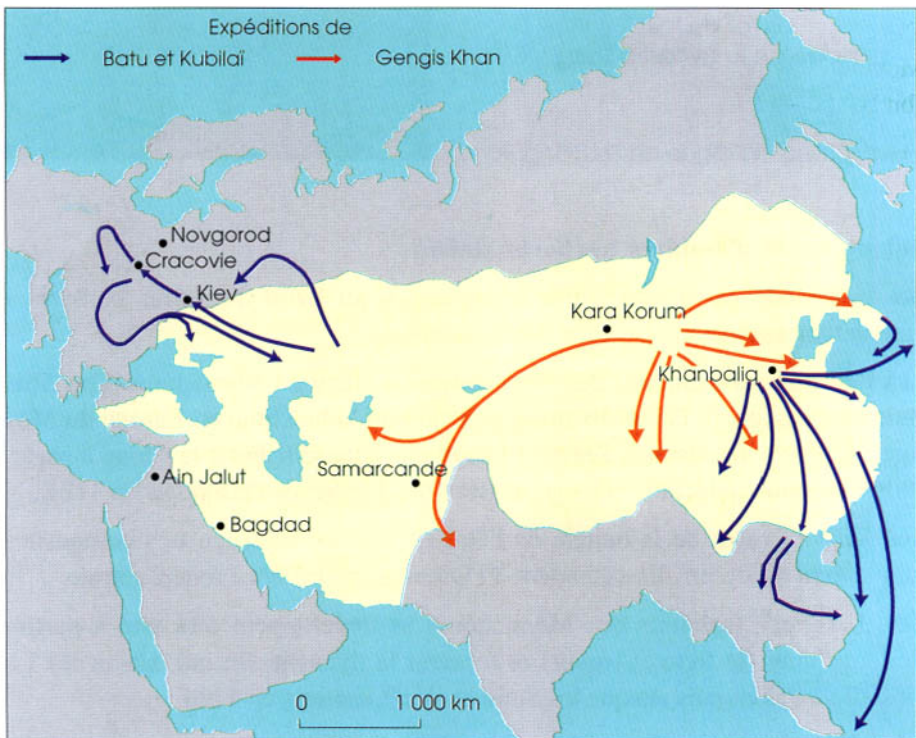 Expéditions de
Batu et Kubilaï
Gengis Khan
Novgorod
Cracovie
Kiev
Kara Korum
Khanbalia
Samarcande
Ain Jalut
Bagdad
0 1 000 km